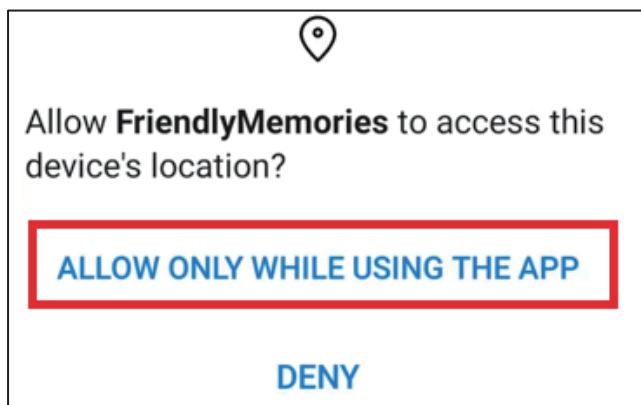 Allow FriendlyMemories to access this
device's location?
ALLOW ONLY WHILE USING THE APP
DENY